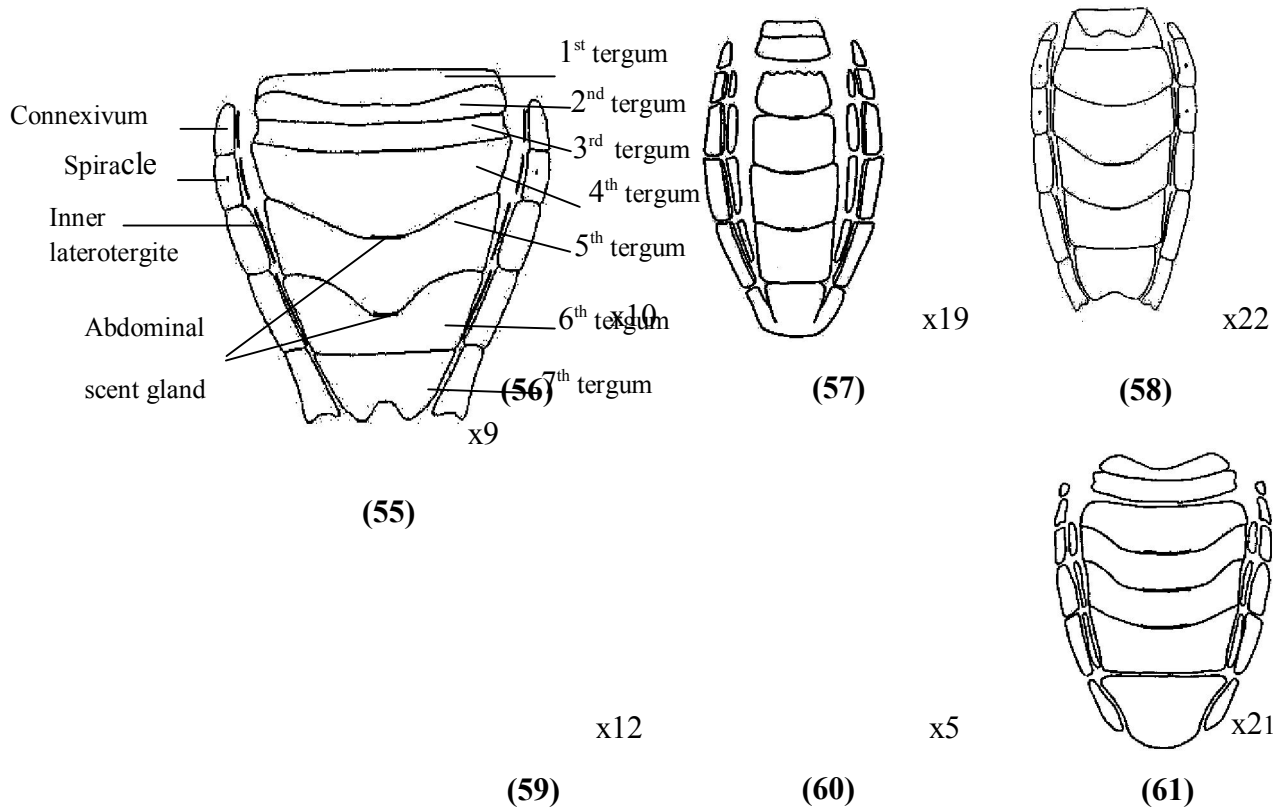 1st tergum
2nd tergum
Connexivum
3rd tergum
Spiracle
4th tergum
Inner
laterotergite
5th tergum
Abdominal
6th tergum
x10
x19
x22
scent gland
7th tergum
(56)
(57)
(58)
x9
(55)
x12
x5
x21
(59)
(60)
(61)